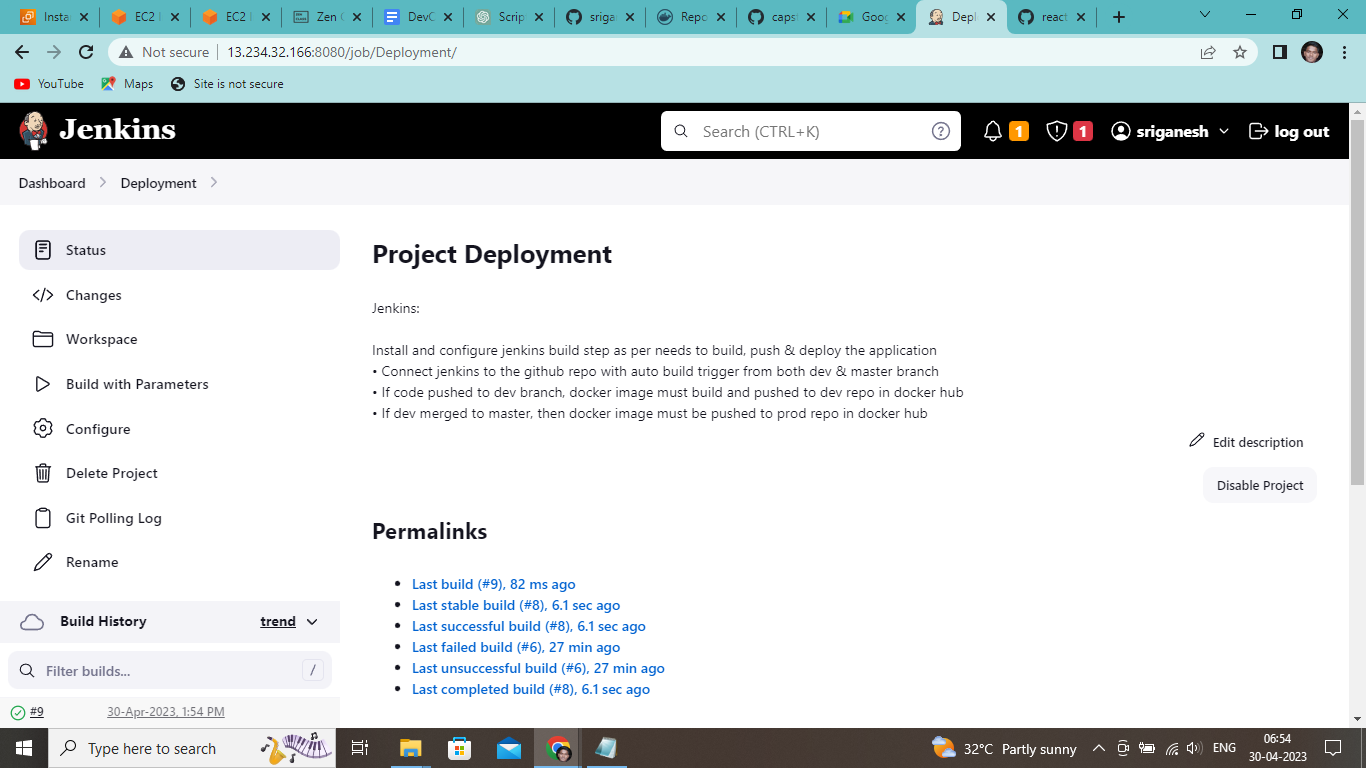 Insta
EC2 I
EC2 I
Zen C
DevC
Scrip
sriga
Repo
capst
Goog
Depl
react
Not secure
13.234.32.166:8080/job/Deployment/
YouTube
Maps
Site is not secure
Jenkins
Search (CTRL+K)
1
1
sriganesh
log out
Dashboard
Deployment
Status
Changes
Workspace
Build with Parameters
Configure
Delete Project
Git Polling Log
Rename
Build History
trend
Filter builds...
/
#9
30-Apr-2023, 1:54 PM
Project Deployment
Jenkins:
Install and configure jenkins build step as per needs to build, push & deploy the application
• Connect jenkins to the github repo with auto build trigger from both dev & master branch
• If code pushed to dev branch, docker image must build and pushed to dev repo in docker hub
• If dev merged to master, then docker image must be pushed to prod repo in docker hub
Edit description
Disable Project
Permalinks
• Last build (#9), 82 ms ago
• Last stable build (#8), 6.1 sec ago
• Last successful build (#8), 6.1 sec ago
• Last failed build (#6), 27 min ago
• Last unsuccessful build (#6), 27 min ago
• Last completed build (#8), 6.1 sec ago
Type here to search
32°C Partly sunny
ENG
06:54
30-04-2023